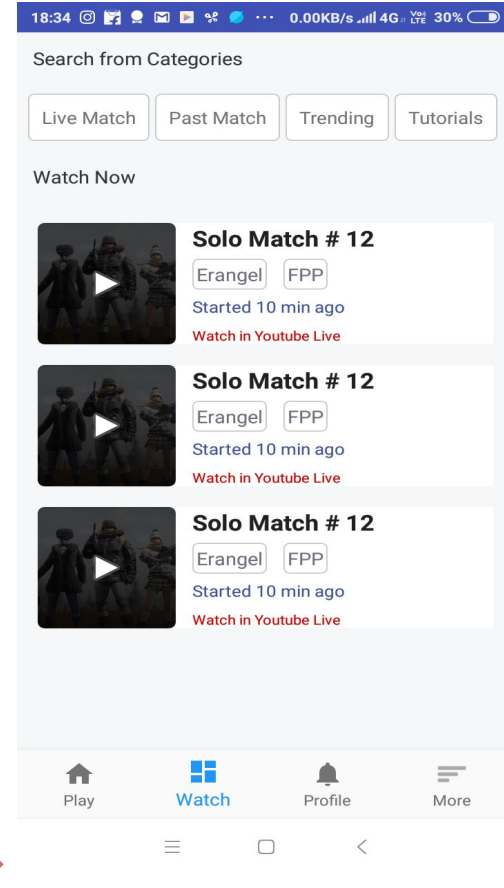 18:34 0.00KB/s 4G VoLTE 30%
Search from Categories
Live Match Past Match Trending Tutorials
Watch Now
Solo Match # 12
Erangel FPP
Started 10 min ago
Watch in Youtube Live
Solo Match # 12
Erangel FPP
Started 10 min ago
Watch in Youtube Live
Solo Match # 12
Erangel FPP
Started 10 min ago
Watch in Youtube Live
Play Watch Profile More